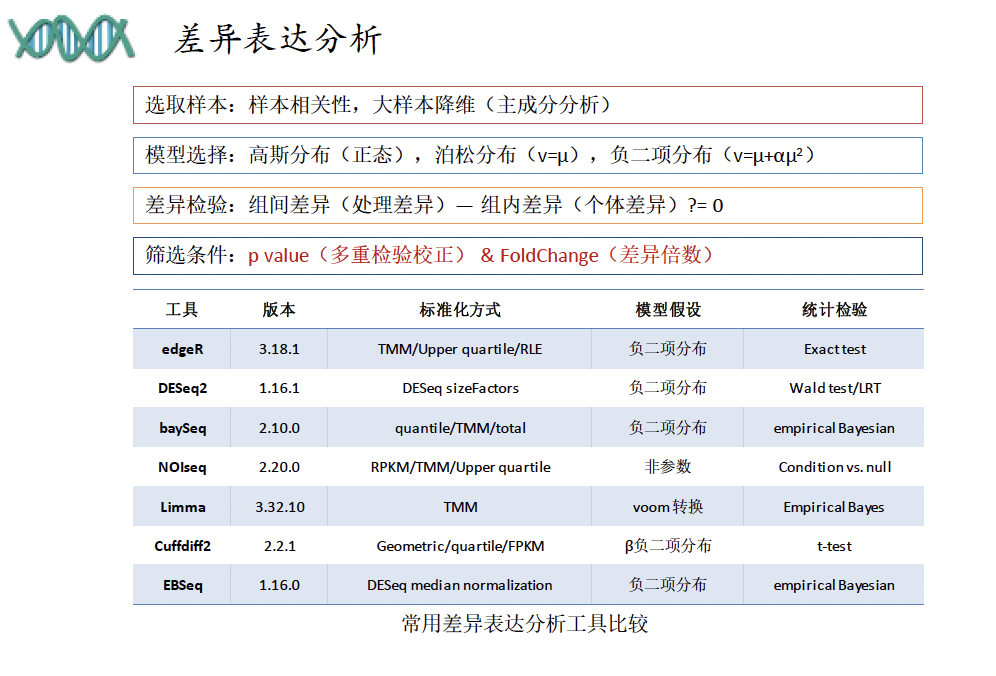 差异表达分析
选取样本：样本相关性，大样本降维（主成分分析）
模型选择：高斯分布（正态），泊松分布（v=μ），负二项分布（v=μ+αμ²）
差异检验：组间差异（处理差异）— 组内差异（个体差异）?= 0
筛选条件：p value（多重检验校正） & FoldChange（差异倍数）
工具 版本 标准化方式 模型假设 统计检验
edgeR 3.18.1 TMM/Upper quartile/RLE 负二项分布 Exact test
DESeq2 1.16.1 DESeq sizeFactors 负二项分布 Wald test/LRT
baySeq 2.10.0 quantile/TMM/total 负二项分布 empirical Bayesian
NOIseq 2.20.0 RPKM/TMM/Upper quartile 非参数 Condition vs. null
Limma 3.32.10 TMM voom 转换 Empirical Bayes
Cuffdiff2 2.2.1 Geometric/quartile/FPKM β负二项分布 t-test
EBSeq 1.16.0 DESeq median normalization 负二项分布 empirical Bayesian
常用差异表达分析工具比较